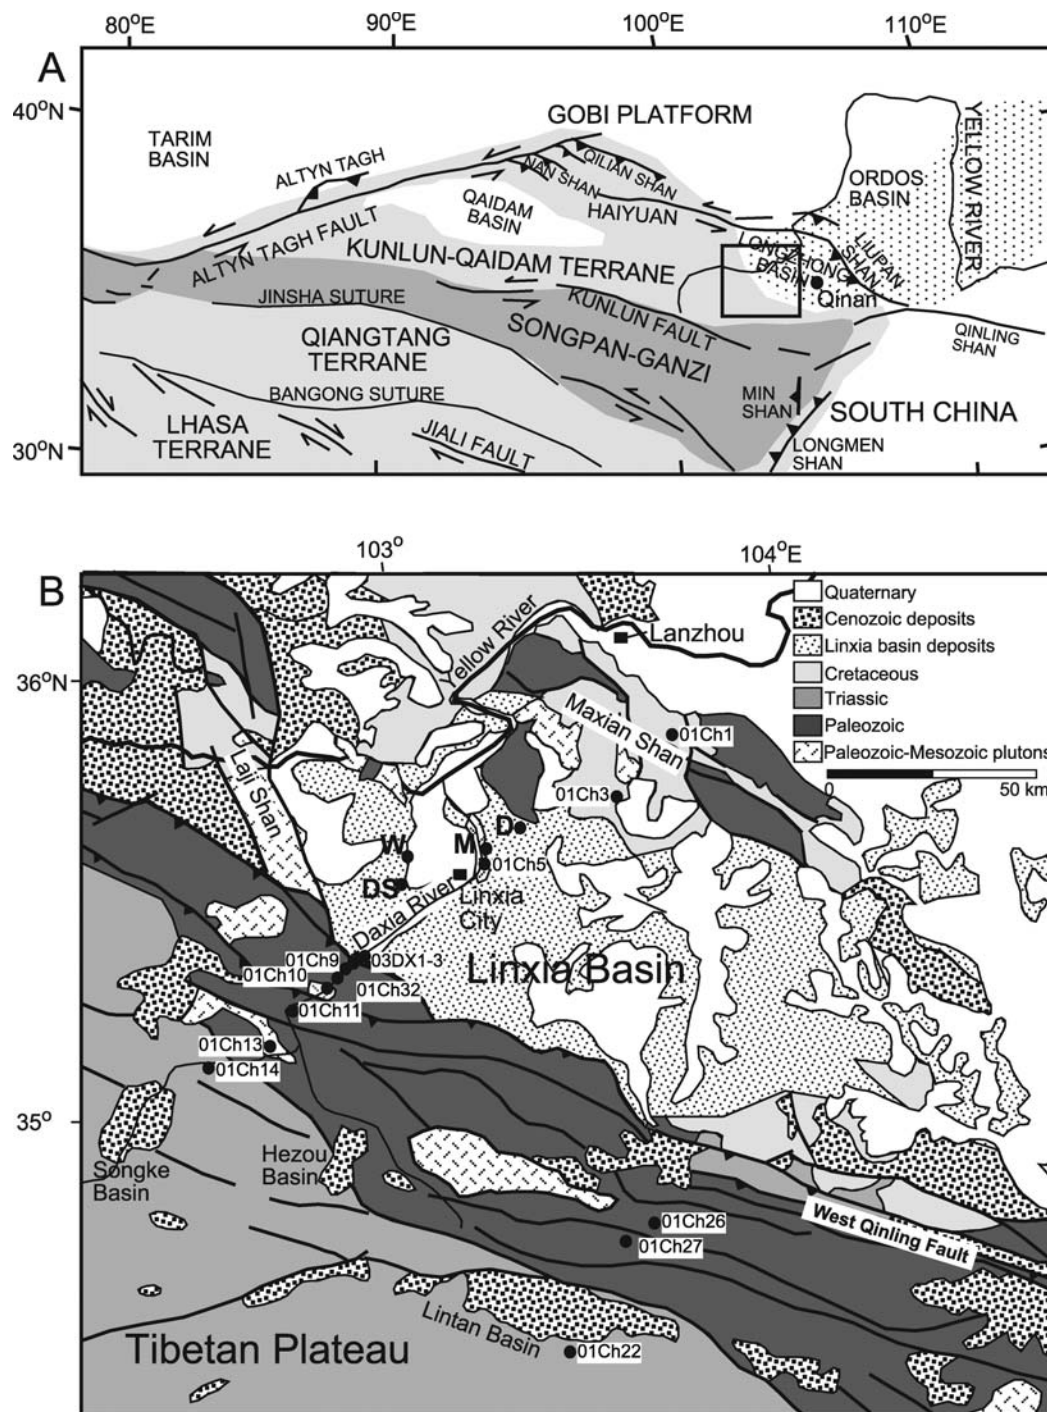 80°E
90°E
100°E
110°E
A
40°N
30°N
TARIM
BASIN
GOBI PLATFORM
ALTYN TAGH
NAN SHAN
QILIAN SHAN
QAIDAM
BASIN
HAIYUAN
ORDOS
BASIN
YELLOW RIVER
ALTYN TAGH FAULT
KUNLUN-QAIDAM TERRANE
LONGZHONG
BASIN
LIUPAN
SHAN
Qinan
JINSHA SUTURE
KUNLUN FAULT
QINLING
SHAN
QIANGTANG
TERRANE
SONGPAN-GANZI
BANGONG SUTURE
MIN
SHAN
SOUTH CHINA
LHASA
TERRANE
JIALI FAULT
LONGMEN
SHAN
103°
104°E
B
36°
35°
Quaternary
Cenozoic deposits
Linxia basin deposits
Cretaceous
Triassic
Paleozoic
Paleozoic-Mesozoic plutons
0
50 km
Yellow River
Lanzhou
Maxian Shan
01Ch1
Laji Shan
01Ch3
W
M
D
01Ch5
DS
Linxia
City
Daxia River
01Ch9
03DX1-3
Linxia Basin
01Ch10
01Ch32
01Ch11
01Ch13
01Ch14
Songke
Basin
Hezou
Basin
01Ch26
01Ch27
West Qinling Fault
Lintan Basin
Tibetan Plateau
01Ch22